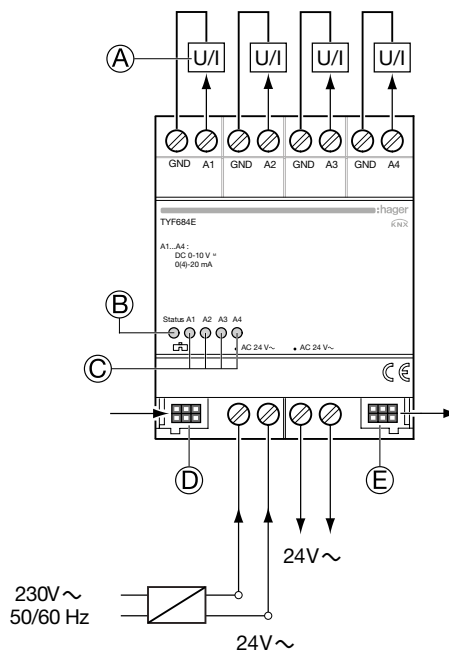 A U/I U/I U/I U/I
GND A1 GND A2 GND A3 GND A4
:hager
TYF684E
KNX
A1...A4 :
DC 0-10 V ⎓
0(4)-20 mA
B Status A1 A2 A3 A4
• AC 24 V~ • AC 24 V~
C
CE
D E
24V~
230V~
50/60 Hz
24V~